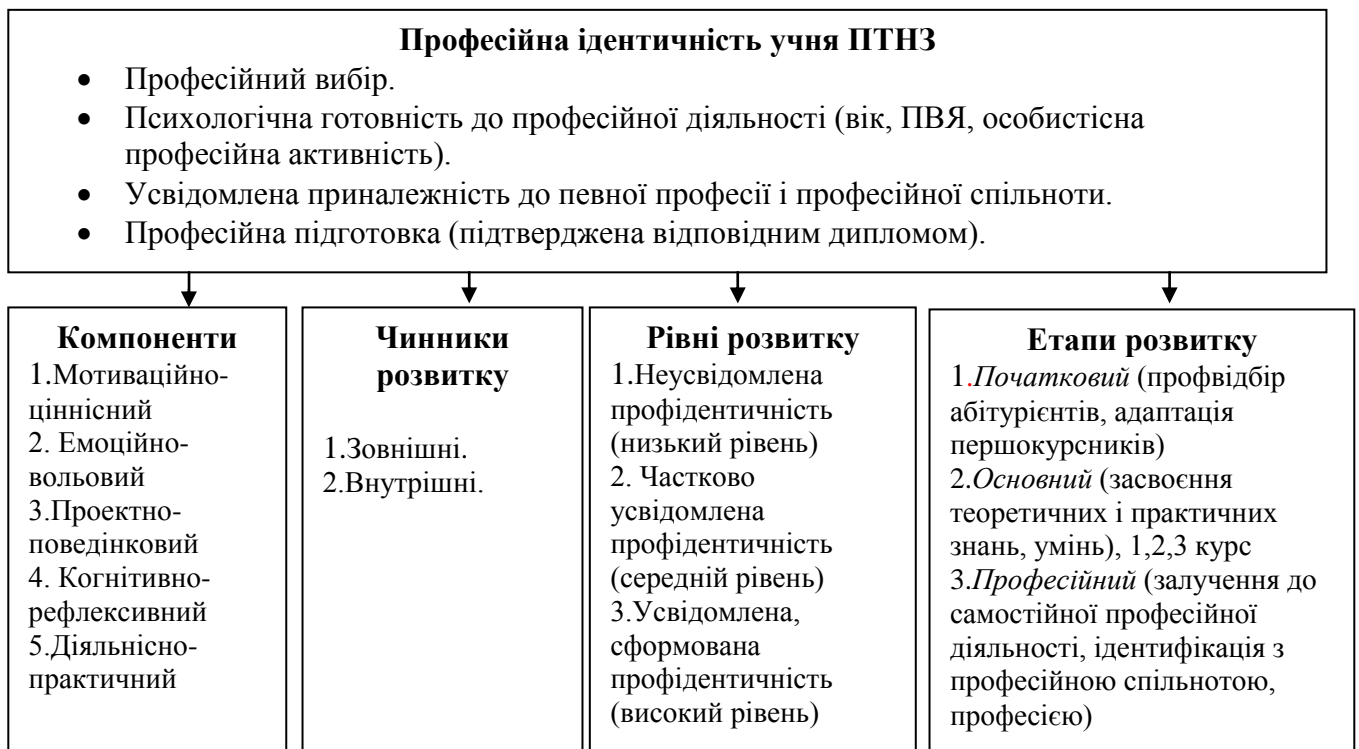 Професійна ідентичність учня ПТНЗ
• Професійний вибір.
• Психологічна готовність до професійної діяльності (вік, ПВЯ, особистісна
професійна активність).
• Усвідомлена приналежність до певної професії і професійної спільноти.
• Професійна підготовка (підтверджена відповідним дипломом).
Компоненти
1.Мотиваційно-
ціннісний
2. Емоційно-
вольовий
3.Проектно-
поведінковий
4. Когнітивно-
рефлексивний
5.Діяльнісно-
практичний
Чинники
розвитку
1.Зовнішні.
2.Внутрішні.
Рівні розвитку
1.Неусвідомлена
профідентичність
(низький рівень)
2. Частково
усвідомлена
профідентичність
(середній рівень)
3.Усвідомлена,
сформована
профідентичність
(високий рівень)
Етапи розвитку
1.Початковий (профвідбір
абітурієнтів, адаптація
першокурсників)
2.Основний (засвоєння
теоретичних і практичних
знань, умінь), 1,2,3 курс
3.Професійний (залучення до
самостійної професійної
діяльності, ідентифікація з
професійною спільнотою,
професією)